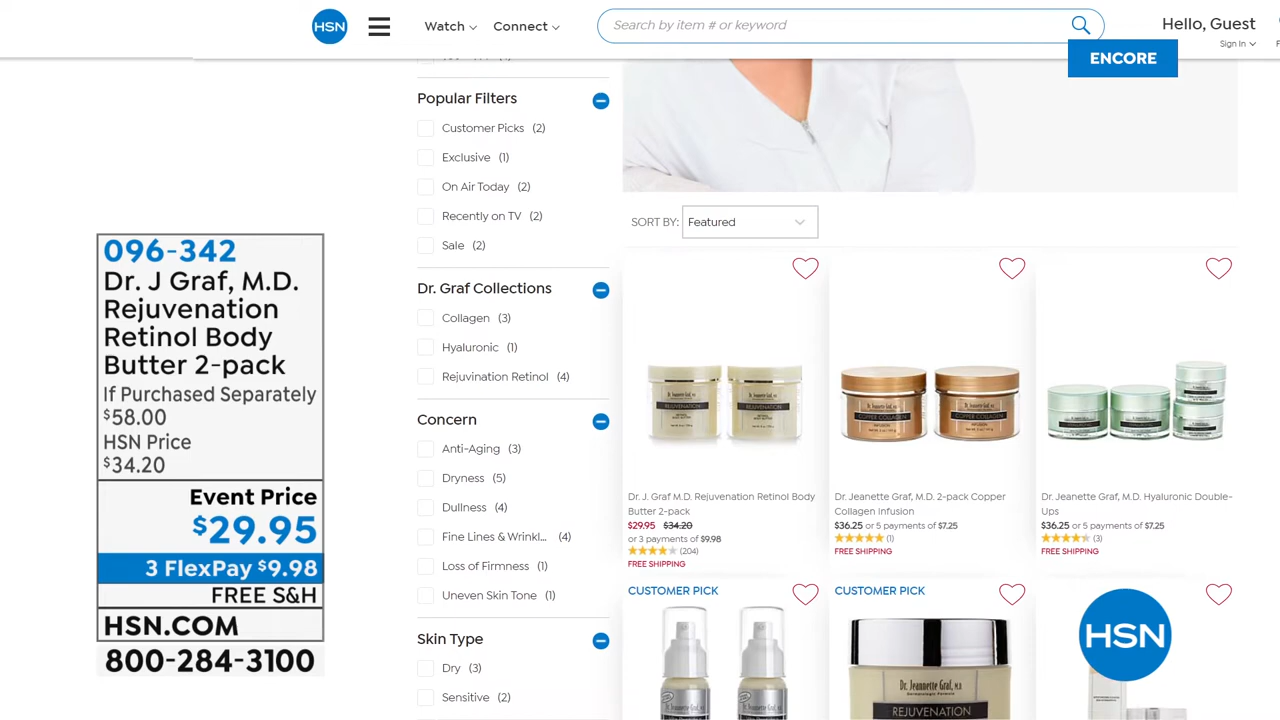 HSN
Watch
Connect
Search by item # or keyword
Hello, Guest
Sign In
ENCORE
096-342
Dr. J Graf, M.D.
Rejuvenation
Retinol Body
Butter 2-pack
If Purchased Separately
$58.00
HSN Price
$34.20
Event Price
$29.95
3 FlexPay $9.98
FREE S&H
HSN.COM
800-284-3100
Popular Filters
Customer Picks (2)
Exclusive (1)
On Air Today (2)
Recently on TV (2)
Sale (2)
Dr. Graf Collections
Collagen (3)
Hyaluronic (1)
Rejuvination Retinol (4)
Concern
Anti-Aging (3)
Dryness (5)
Dullness (4)
Fine Lines & Wrinkl... (4)
Loss of Firmness (1)
Uneven Skin Tone (1)
Skin Type
Dry (3)
Sensitive (2)
SORT BY: Featured
REJUVENATION
REJUVENATION
Dr. J. Graf M.D. Rejuvenation Retinol Body
Butter 2-pack
$29.95 $34.20
or 3 payments of $9.98
(204)
FREE SHIPPING
COPPER COLLAGEN
COPPER COLLAGEN
Dr. Jeanette Graf, M.D. 2-pack Copper
Collagen Infusion
$36.25 or 5 payments of $7.25
(1)
FREE SHIPPING
Dr. Jeanette Graf, M.D. Hyaluronic Double-
Ups
$36.25 or 5 payments of $7.25
(3)
FREE SHIPPING
CUSTOMER PICK
CUSTOMER PICK
Dr. Jeannette Graf, M.D.
REJUVENATION
HSN